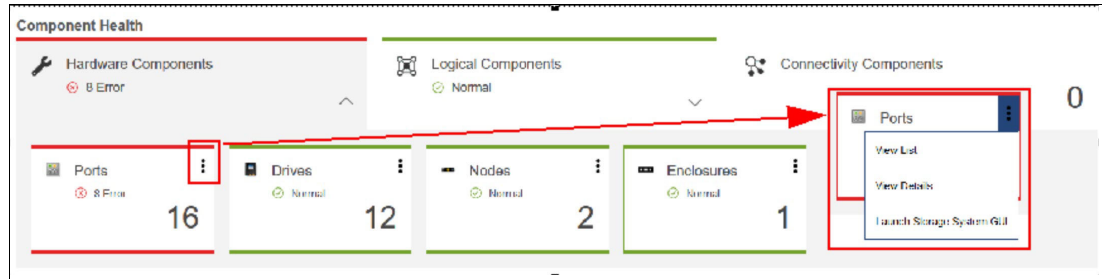 Component Health
Hardware Components
8 Error
Logical Components
Normal
Connectivity Components
0
Ports
View List
View Details
Launch Storage System GUI
Ports
8 Error
16
Drives
Normal
12
Nodes
Normal
2
Enclosures
Normal
1